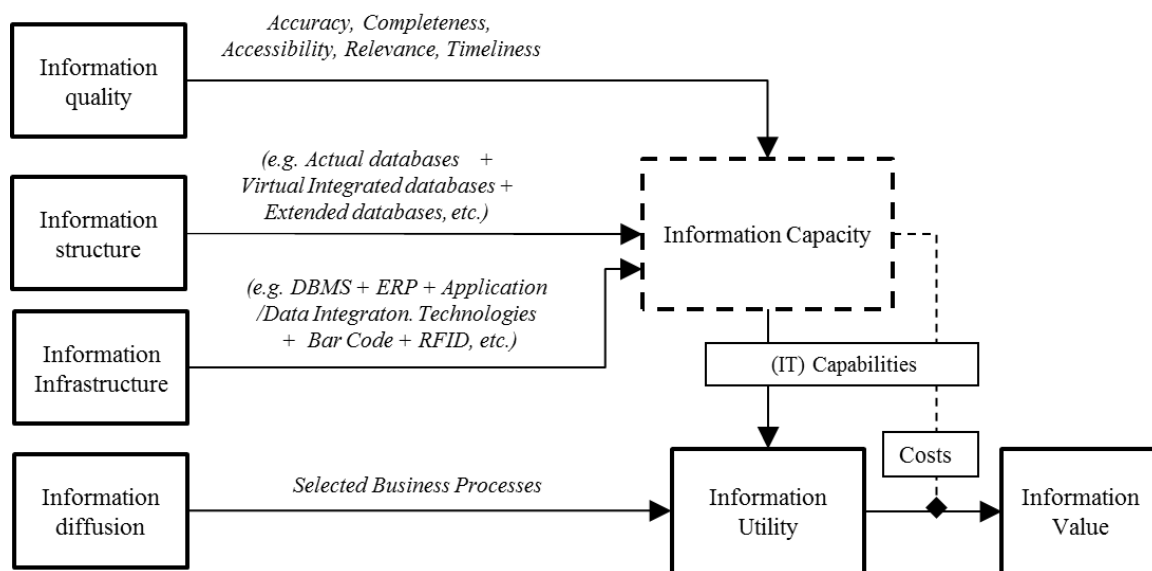 Accuracy, Completeness,
Accessibility, Relevance, Timeliness
Information
quality
(e.g. Actual databases +
Virtual Integrated databases +
Extended databases, etc.)
Information
structure
Information Capacity
(e.g. DBMS + ERP + Application
/Data Integraton. Technologies
+ Bar Code + RFID, etc.)
Information
Infrastructure
(IT) Capabilities
Costs
Information
diffusion
Selected Business Processes
Information
Utility
Information
Value